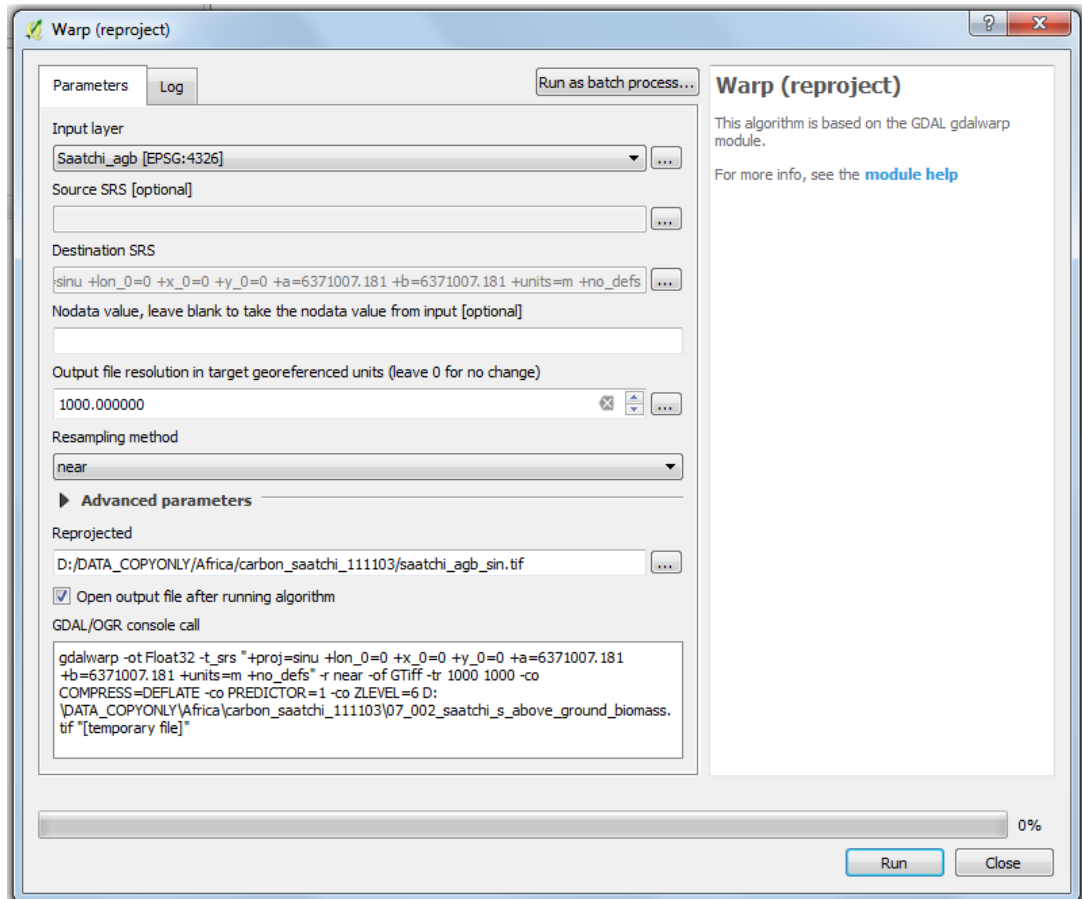 Warp (reproject)
Parameters
Log
Run as batch process...
Input layer
Saatchi_agb [EPSG:4326]
...
Source SRS [optional]
...
Destination SRS
sinu +lon_0=0 +x_0=0 +y_0=0 +a=6371007.181 +b=6371007.181 +units=m +no_defs
...
Nodata value, leave blank to take the nodata value from input [optional]
Output file resolution in target georeferenced units (leave 0 for no change)
1000.000000
...
Resampling method
near
Advanced parameters
Reprojected
D:/DATA_COPYONLY/Africa/carbon_saatchi_111103/saatchi_agb_sin.tif
...
Open output file after running algorithm
GDAL/OGR console call
gdalwarp -ot Float32 -t_srs "+proj=sinu +lon_0=0 +x_0=0 +y_0=0 +a=6371007.181
+b=6371007.181 +units=m +no_defs" -r near -of GTiff -tr 1000 1000 -co
COMPRESS=DEFLATE -co PREDICTOR=1 -co ZLEVEL=6 D:
\DATA_COPYONLY\Africa\carbon_saatchi_111103\07_002_saatchi_s_above_ground_biomass.
tif "[temporary file]"
Warp (reproject)
This algorithm is based on the GDAL gdalwarp
module.
For more info, see the module help
0%
Run
Close